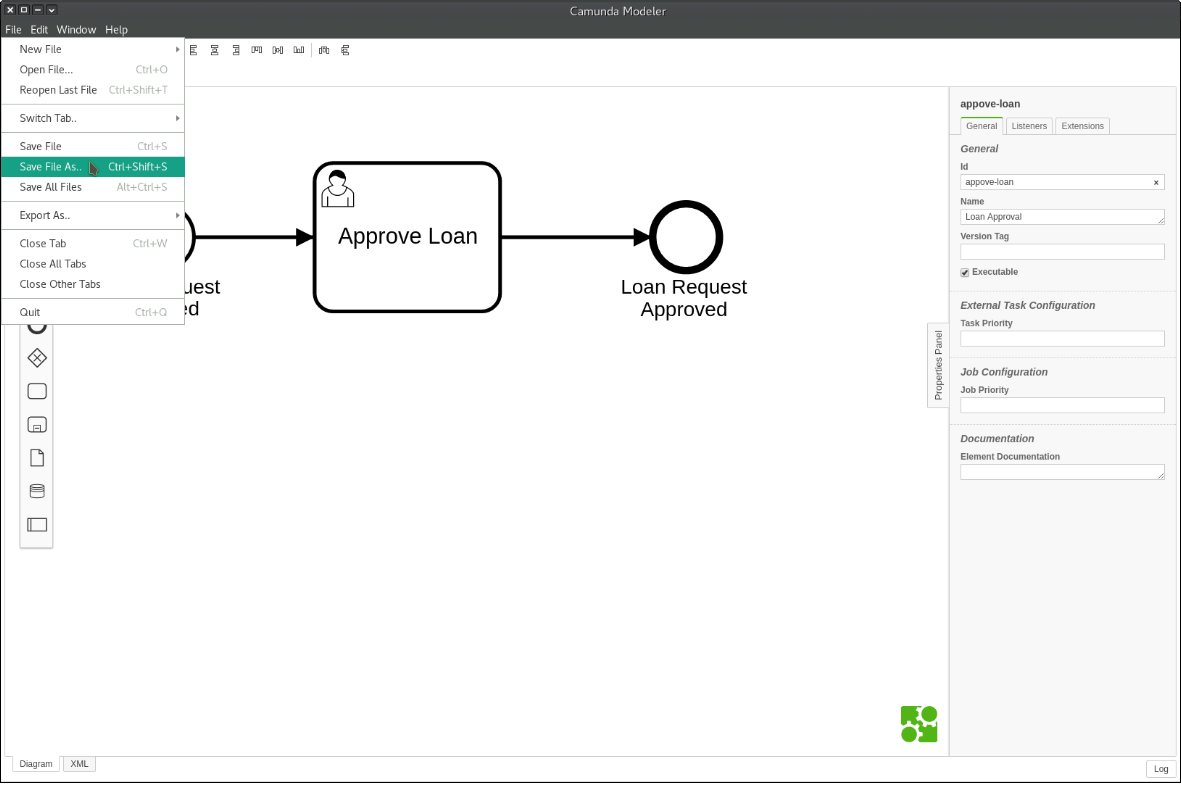 Camunda Modeler
File Edit Window Help
New File
Open File... Ctrl+O
Reopen Last File Ctrl+Shift+T
Switch Tab..
Save File Ctrl+S
Save File As.. Ctrl+Shift+S
Save All Files Alt+Ctrl+S
Export As..
Close Tab Ctrl+W
Close All Tabs
Close Other Tabs
Quit Ctrl+Q
uest
ed
Approve Loan
Loan Request
Approved
Properties Panel
appove-loan
General Listeners Extensions
General
Id
appove-loan x
Name
Loan Approval
Version Tag
Executable
External Task Configuration
Task Priority
Job Configuration
Job Priority
Documentation
Element Documentation
Diagram XML
Log